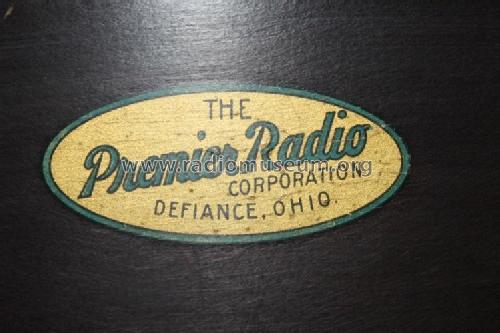 THE
Premier Radio
www.radiomuseum.org
CORPORATION
DEFIANCE, OHIO.